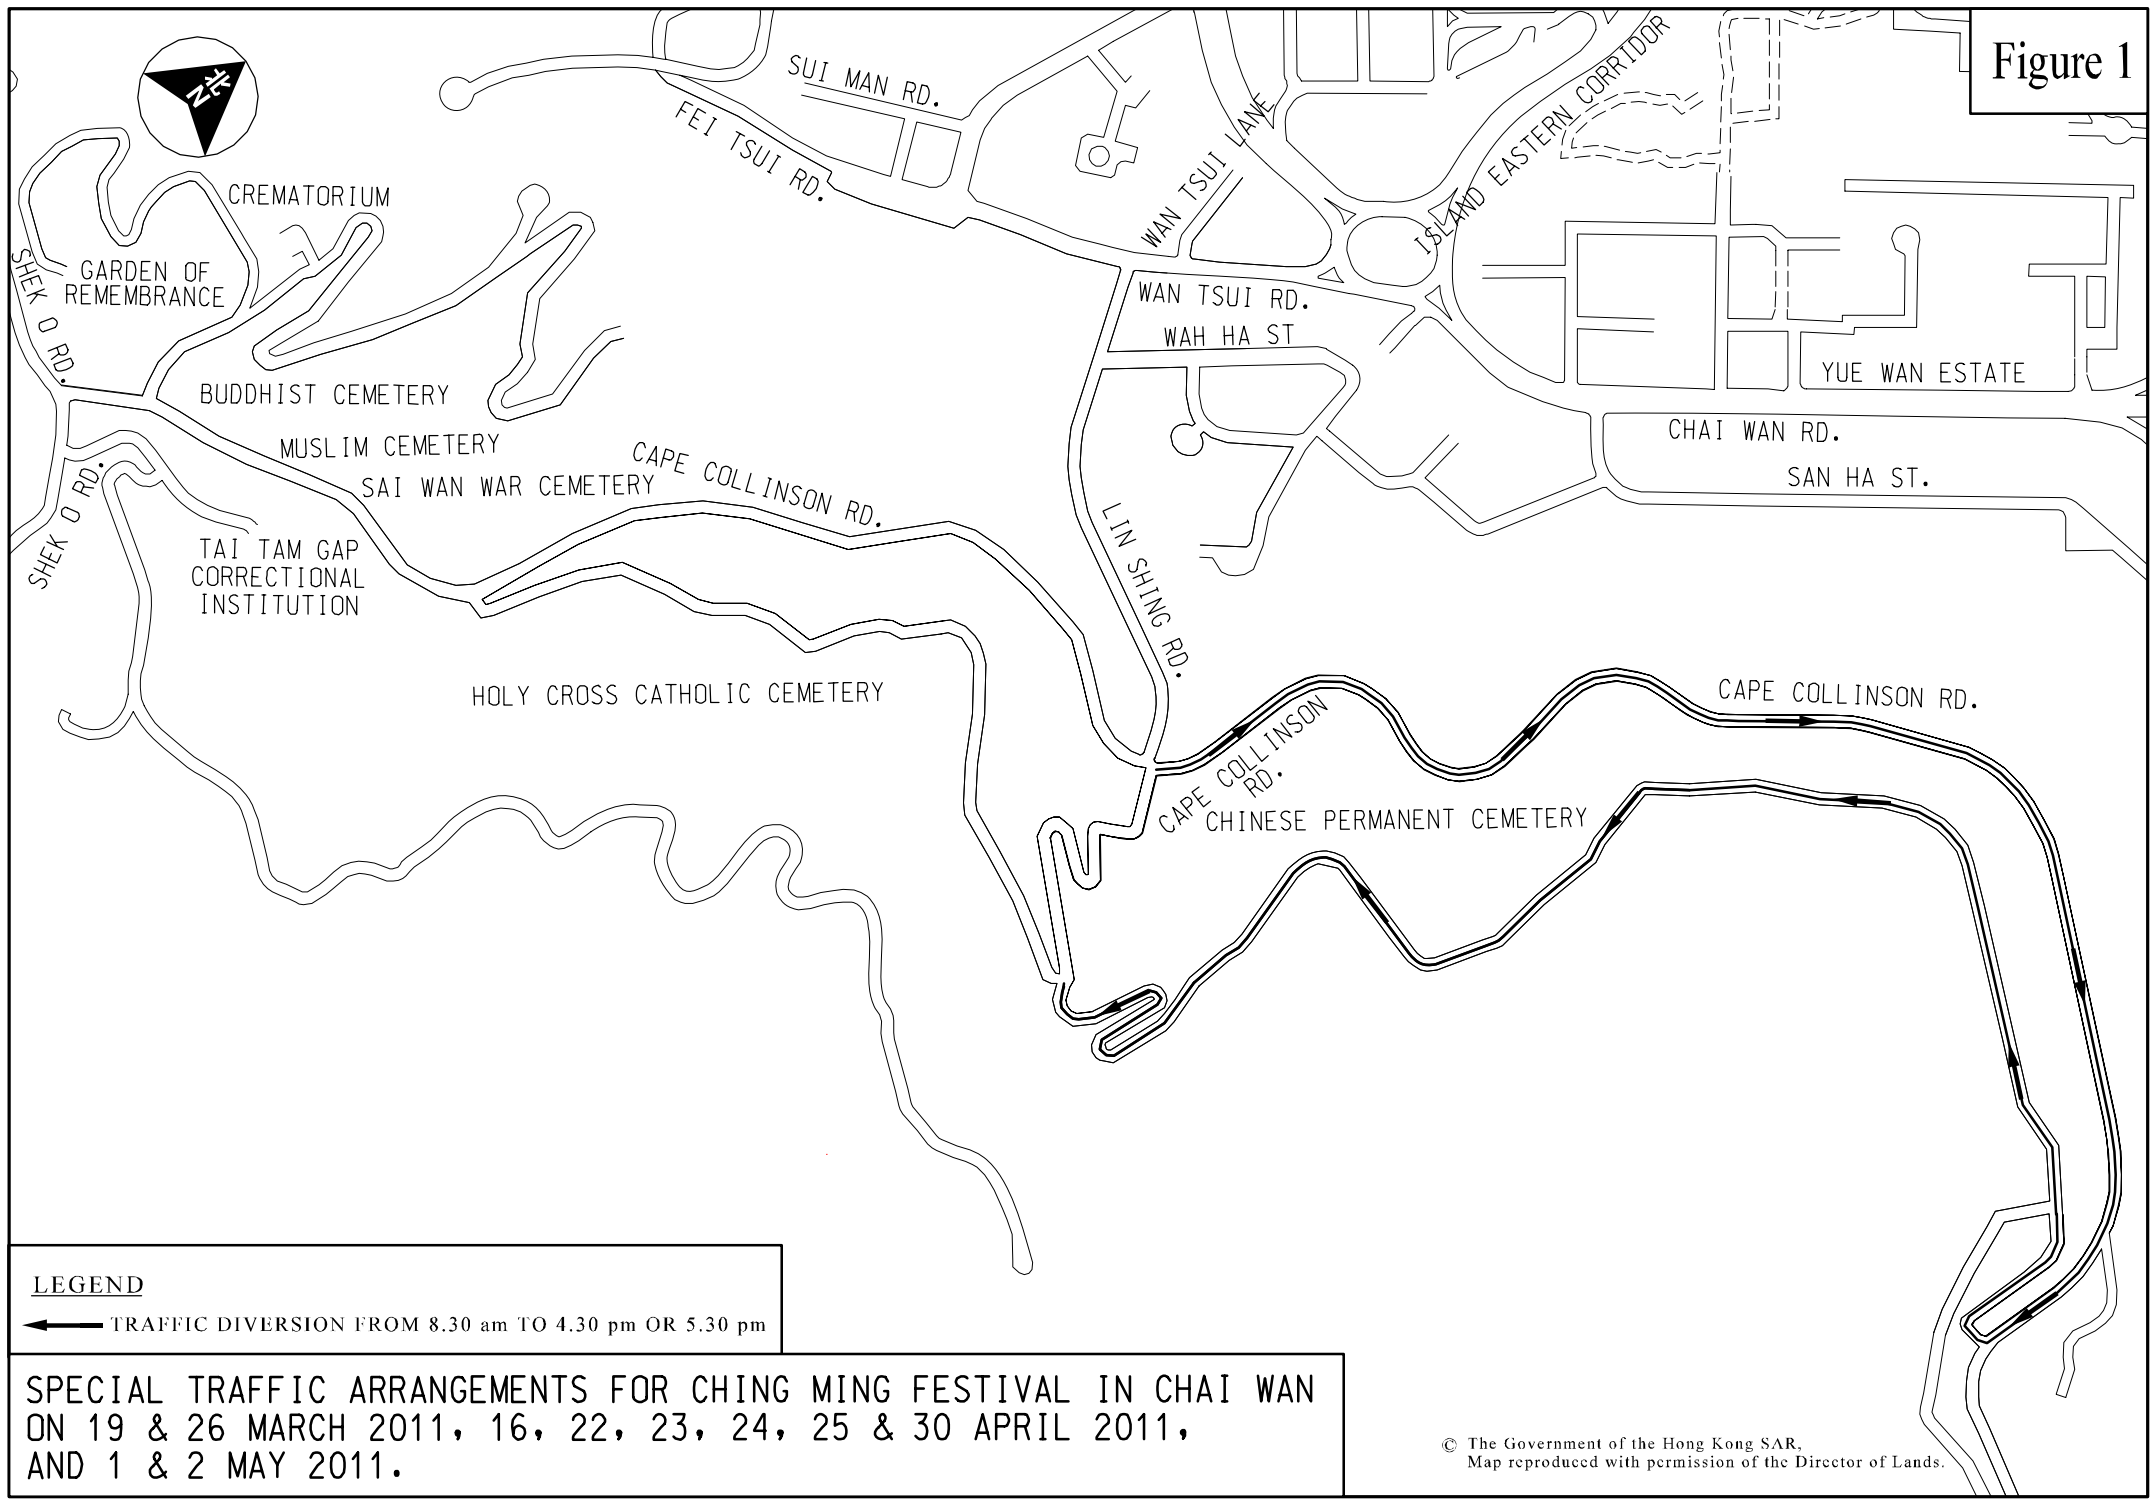 Figure 1
北
N
SUI MAN RD.
FEI TSUI RD.
WAN TSUI LANE
ISLAND EASTERN CORRIDOR
CREMATORIUM
GARDEN OF
REMEMBRANCE
SHEK O RD.
WAN TSUI RD.
WAH HA ST
YUE WAN ESTATE
BUDDHIST CEMETERY
CHAI WAN RD.
MUSLIM CEMETERY
SAI WAN WAR CEMETERY
CAPE COLLINSON RD.
SAN HA ST.
SHEK O RD.
TAI TAM GAP
CORRECTIONAL
INSTITUTION
LIN SHING RD.
HOLY CROSS CATHOLIC CEMETERY
CAPE COLLINSON RD.
CAPE COLLINSON
RD.
CHINESE PERMANENT CEMETERY
LEGEND
TRAFFIC DIVERSION FROM 8.30 am TO 4.30 pm OR 5.30 pm
SPECIAL TRAFFIC ARRANGEMENTS FOR CHING MING FESTIVAL IN CHAI WAN
ON 19 & 26 MARCH 2011, 16, 22, 23, 24, 25 & 30 APRIL 2011,
AND 1 & 2 MAY 2011.
© The Government of the Hong Kong SAR,
Map reproduced with permission of the Director of Lands.